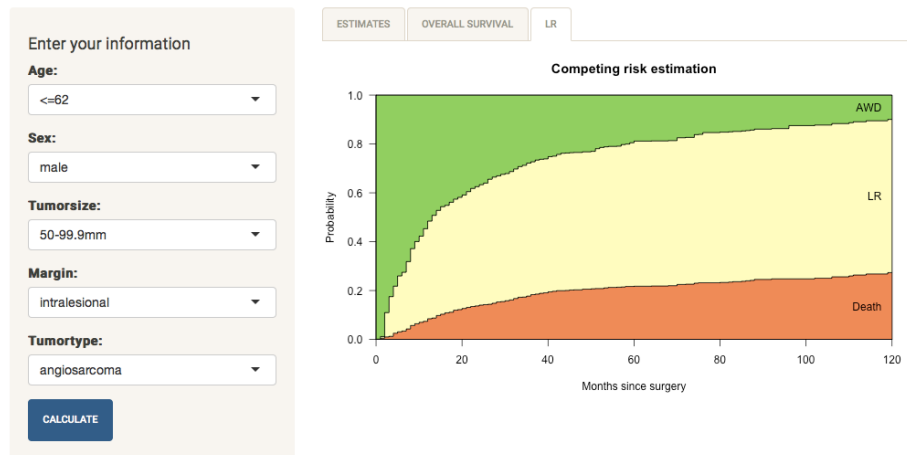 Enter your information
Age:
<=62
Sex:
male
Tumorsize:
50-99.9mm
Margin:
intralesional
Tumortype:
angiosarcoma
CALCULATE
ESTIMATES
OVERALL SURVIVAL
LR
Competing risk estimation
Probability
1.0
0.8
0.6
0.4
0.2
0.0
AWD
LR
Death
0 20 40 60 80 100 120
Months since surgery